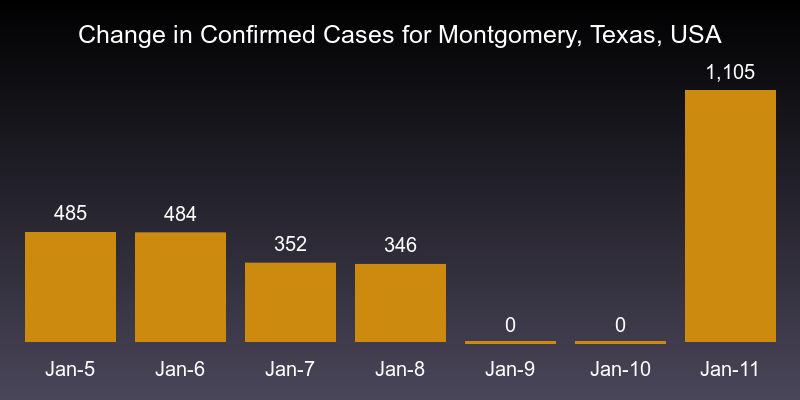 Change in Confirmed Cases for Montgomery, Texas, USA
1,105
485
484
352
346
0
0
Jan-5
Jan-6
Jan-7
Jan-8
Jan-9
Jan-10
Jan-11